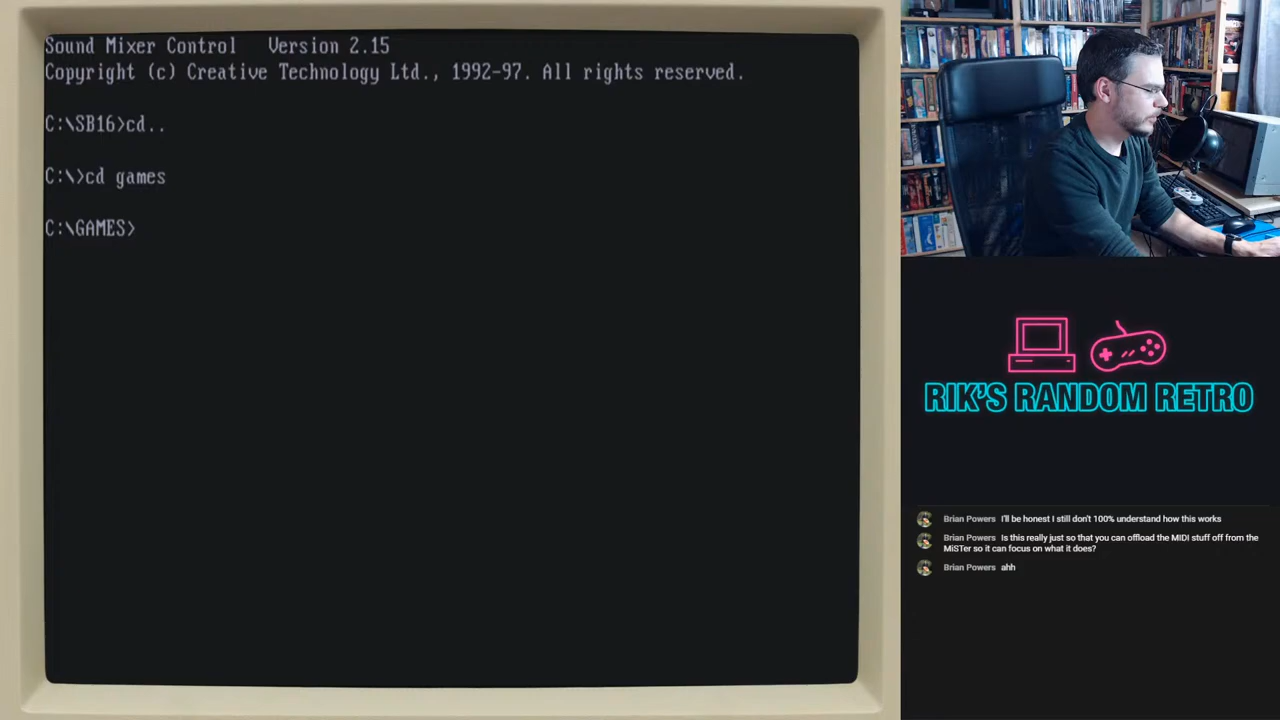 Sound Mixer Control   Version 2.15
Copyright (c) Creative Technology Ltd., 1992-97. All rights reserved.
C:\SB16>cd..
C:\>cd games
C:\GAMES>
RIK'S RANDOM RETRO
Brian Powers I'll be honest I still don't 100% understand how this works
Brian Powers Is this really just so that you can offload the MIDI stuff off from the
MiSTer so it can focus on what it does?
Brian Powers ahh